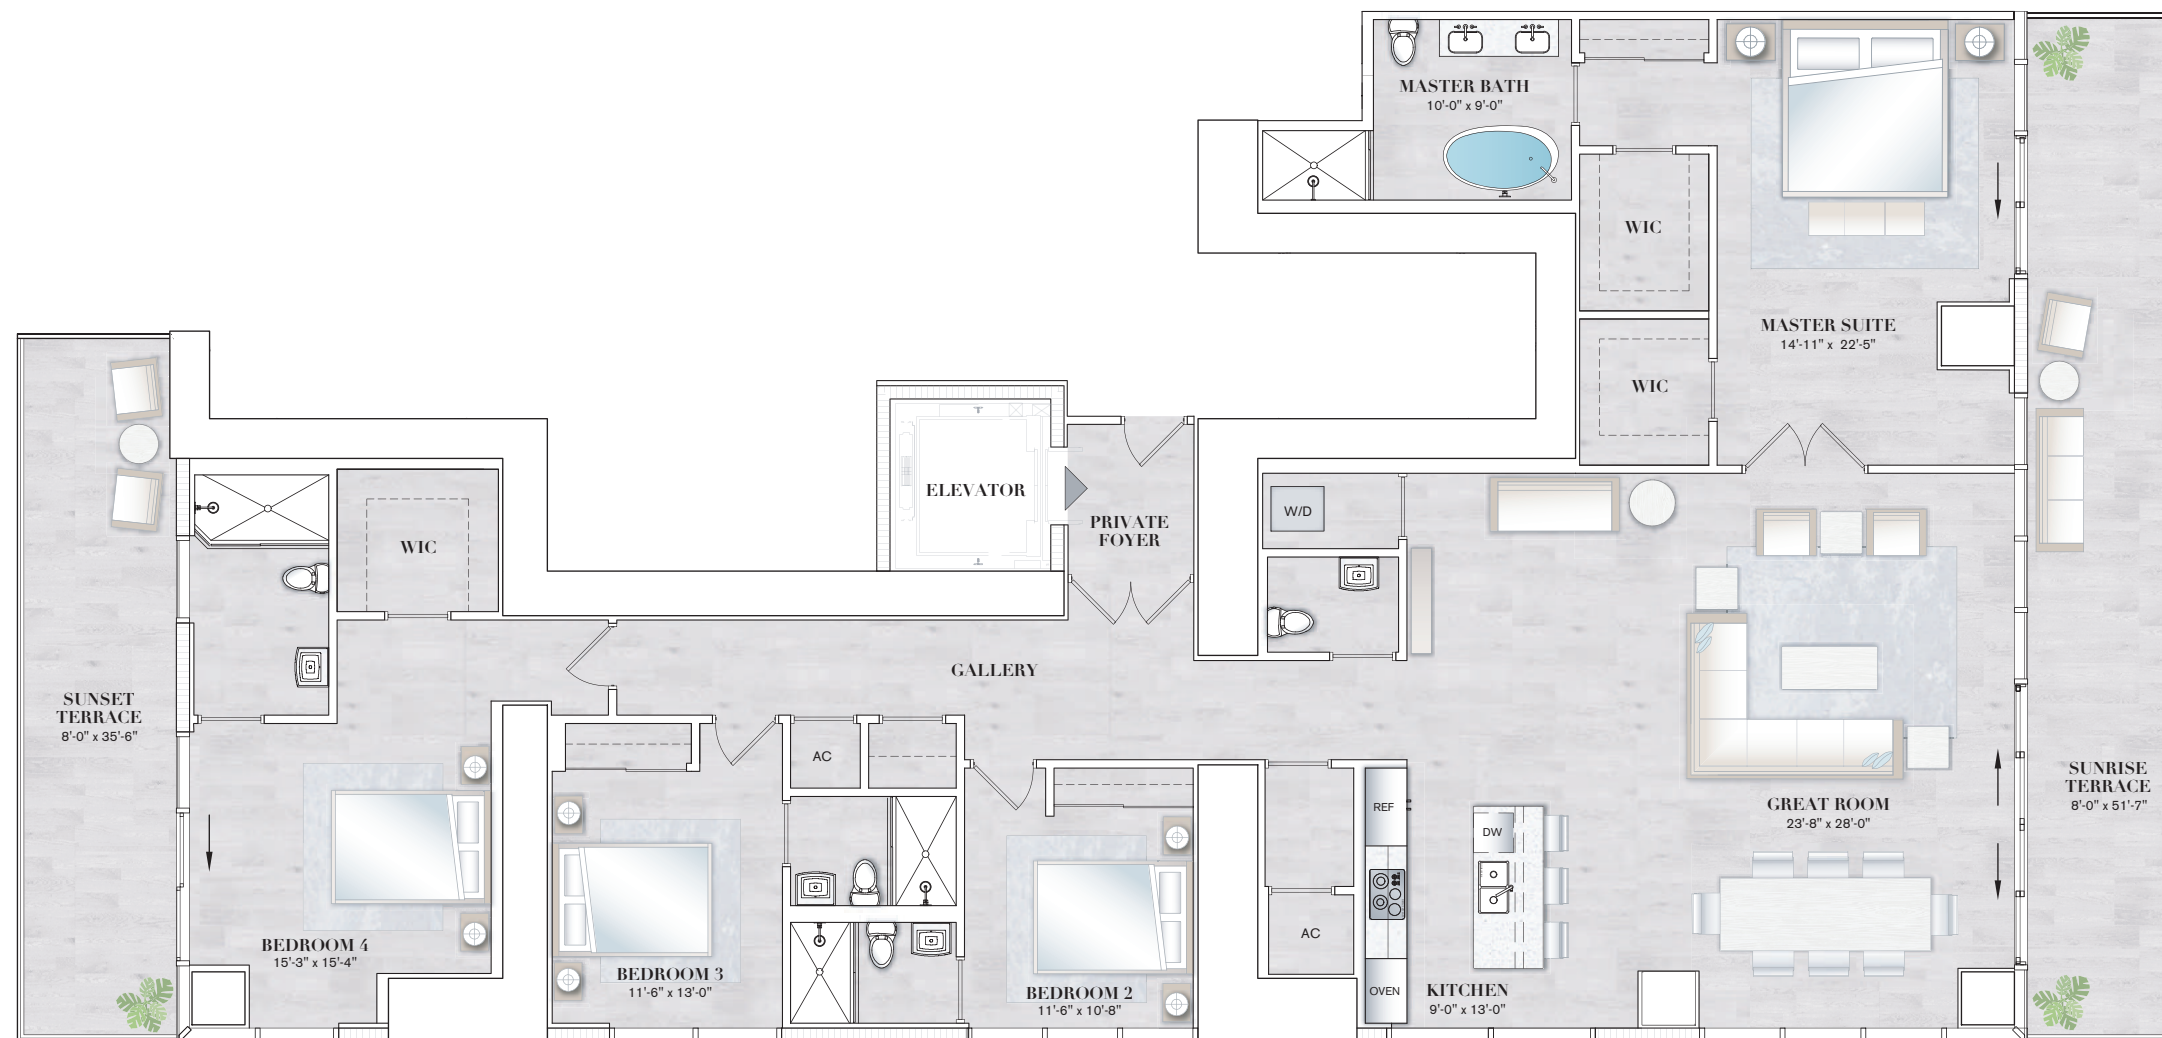 MASTER BATH
10'-0" x 9'-0"
WIC
MASTER SUITE
14'-11" x 22'-5"
WIC
ELEVATOR
PRIVATE
FOYER
W/D
WIC
GALLERY
SUNSET
TERRACE
8'-0" x 35'-6"
AC
REF
DW
GREAT ROOM
23'-8" x 28'-0"
SUNRISE
TERRACE
8'-0" x 51'-7"
BEDROOM 4
15'-3" x 15'-4"
BEDROOM 3
11'-6" x 13'-0"
BEDROOM 2
11'-6" x 10'-8"
AC
OVEN
KITCHEN
9'-0" x 13'-0"